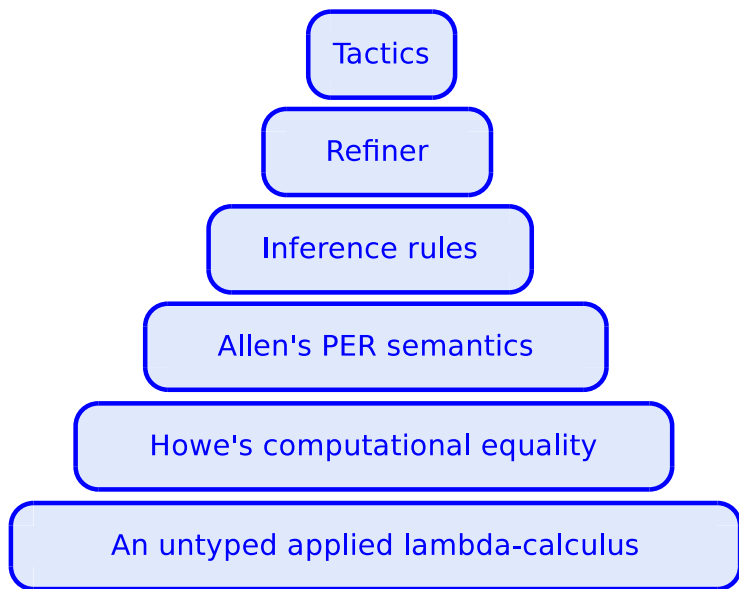 Tactics
Refiner
Inference rules
Allen's PER semantics
Howe's computational equality
An untyped applied lambda-calculus